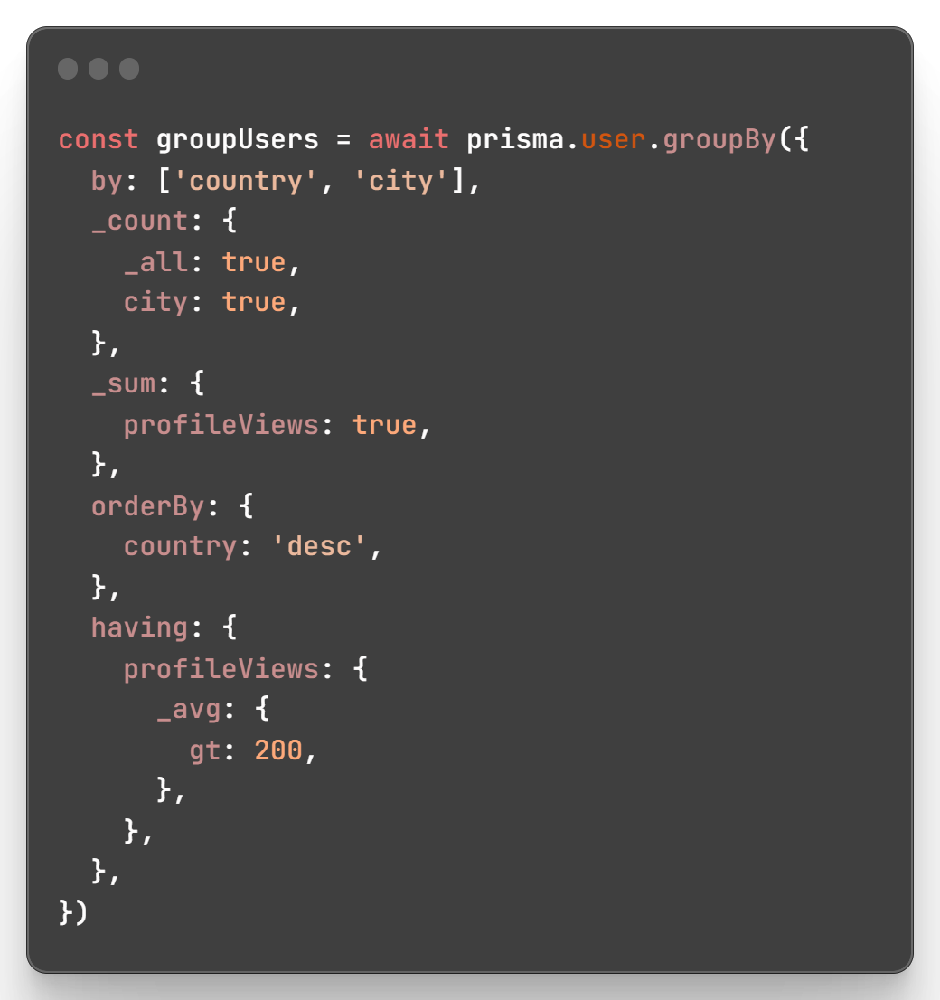 const groupUsers = await prisma.user.groupBy({
  by: ['country', 'city'],
  _count: {
    _all: true,
    city: true,
  },
  _sum: {
    profileViews: true,
  },
  orderBy: {
    country: 'desc',
  },
  having: {
    profileViews: {
      _avg: {
        gt: 200,
      },
    },
  },
})